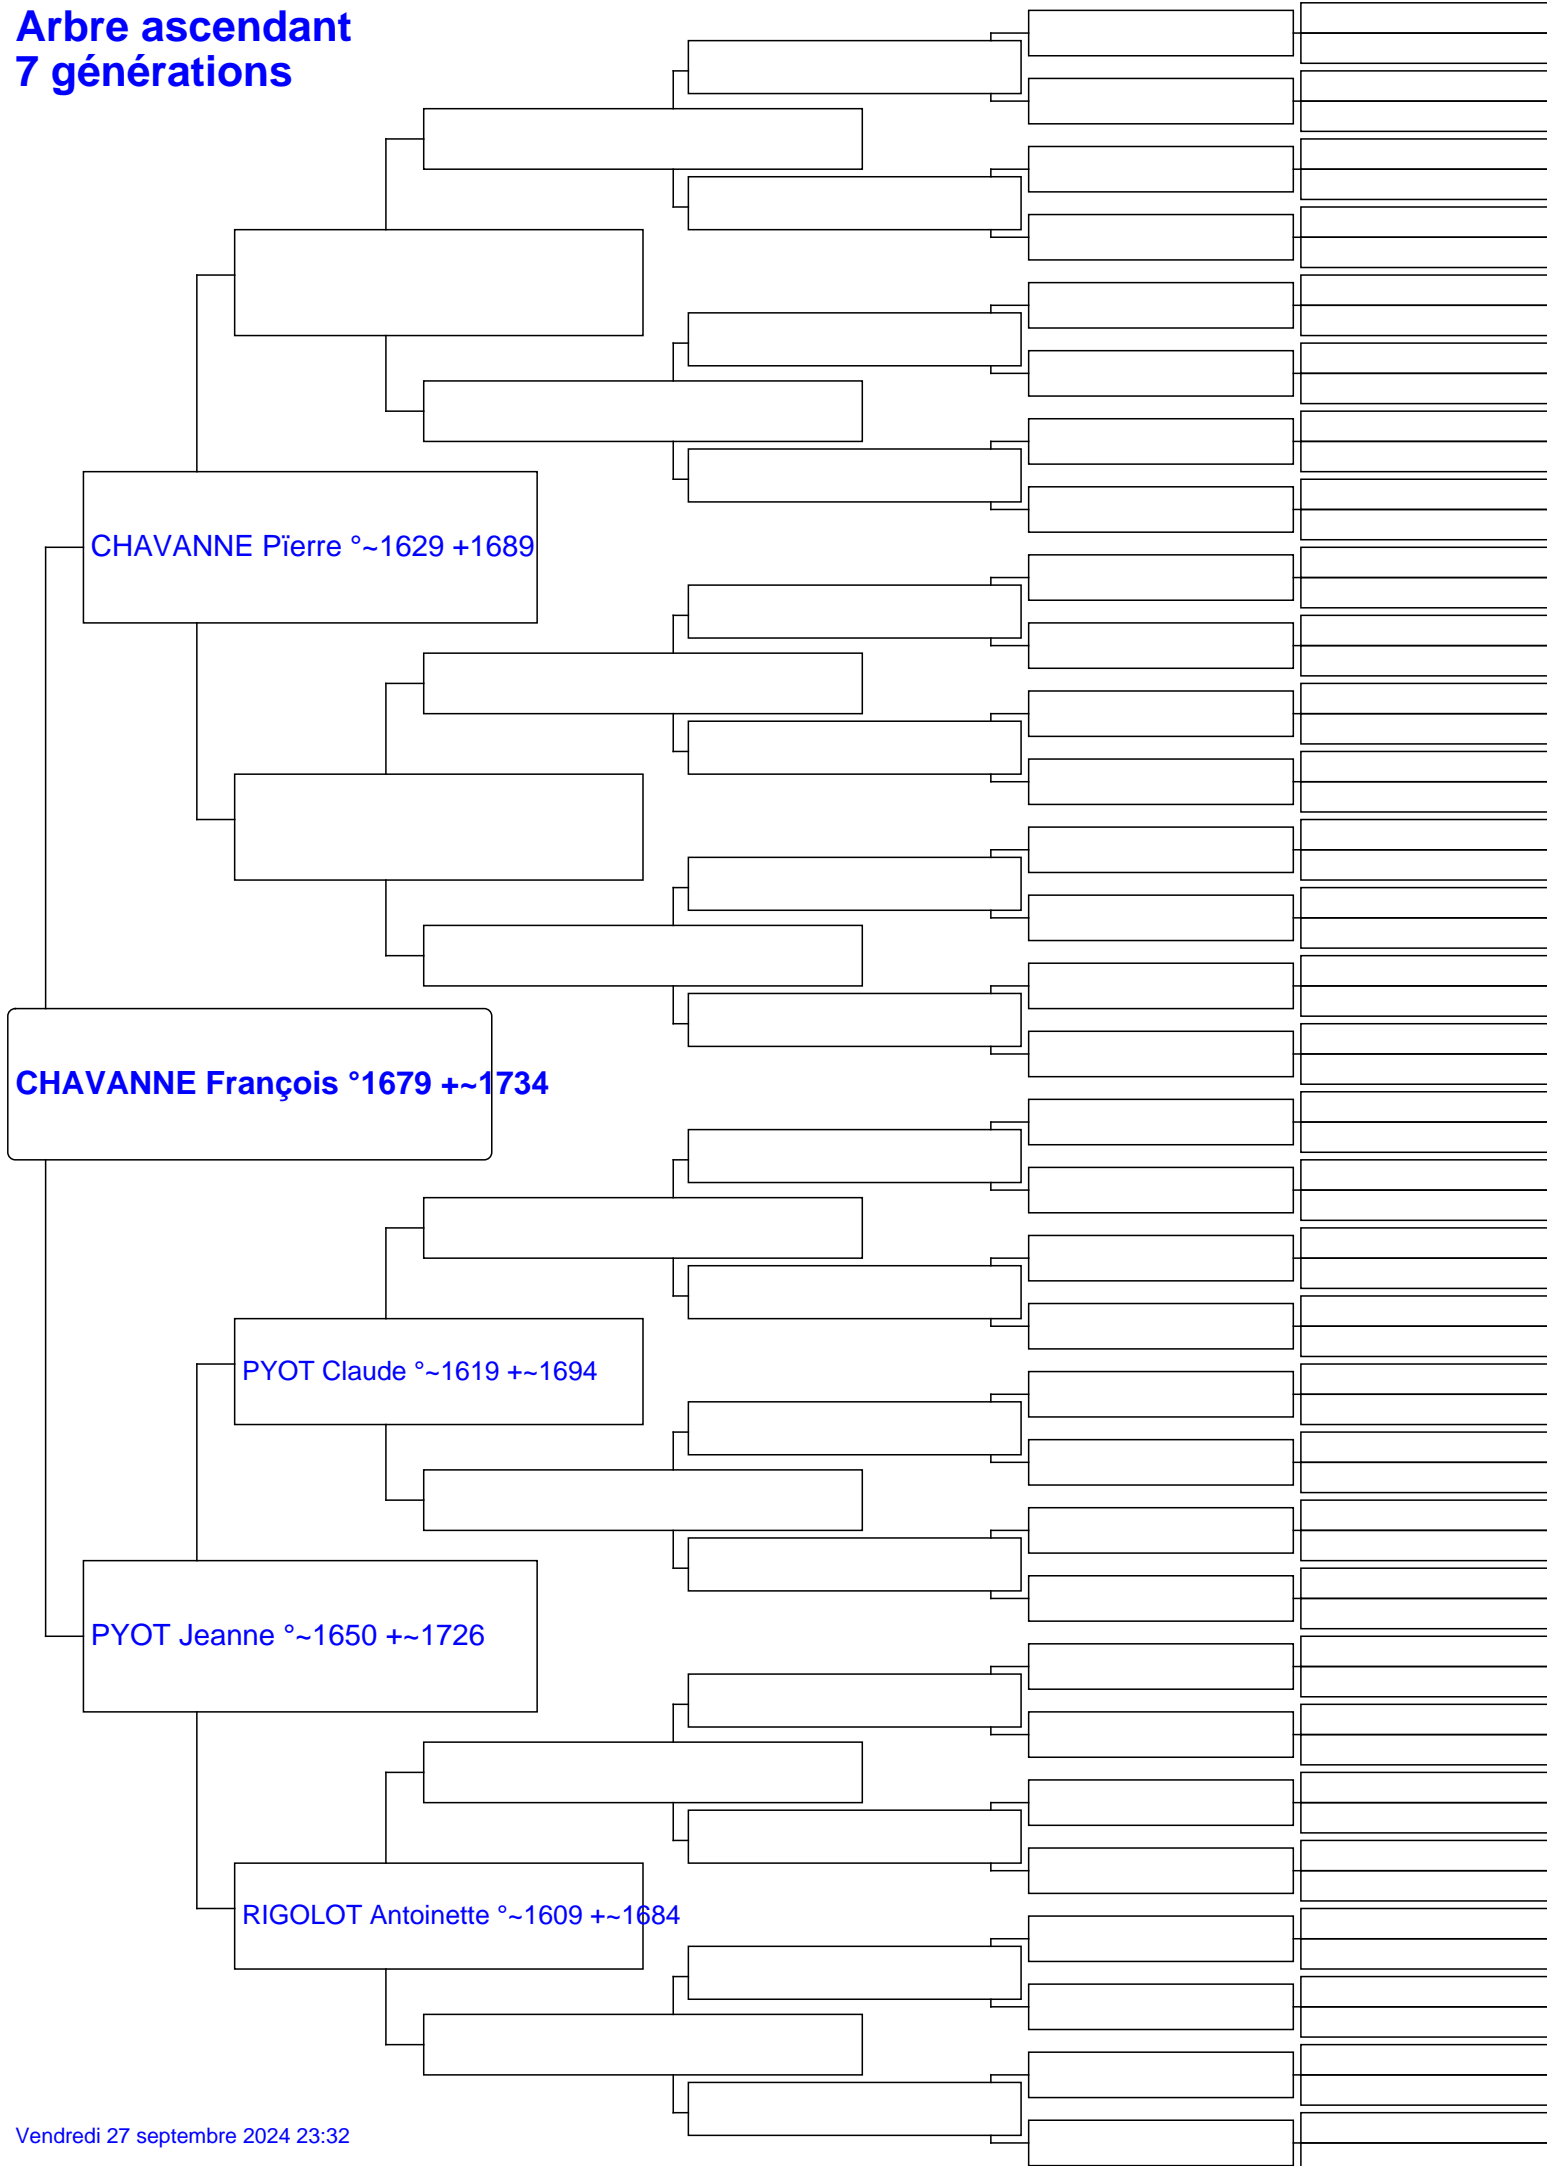 Arbre ascendant
7 générations
CHAVANNE Pïerre °~1629 +1689
CHAVANNE François °1679 +~1734
PYOT Claude °~1619 +~1694
PYOT Jeanne °~1650 +~1726
RIGOLOT Antoinette °~1609 +~1684
Vendredi 27 septembre 2024 23:32